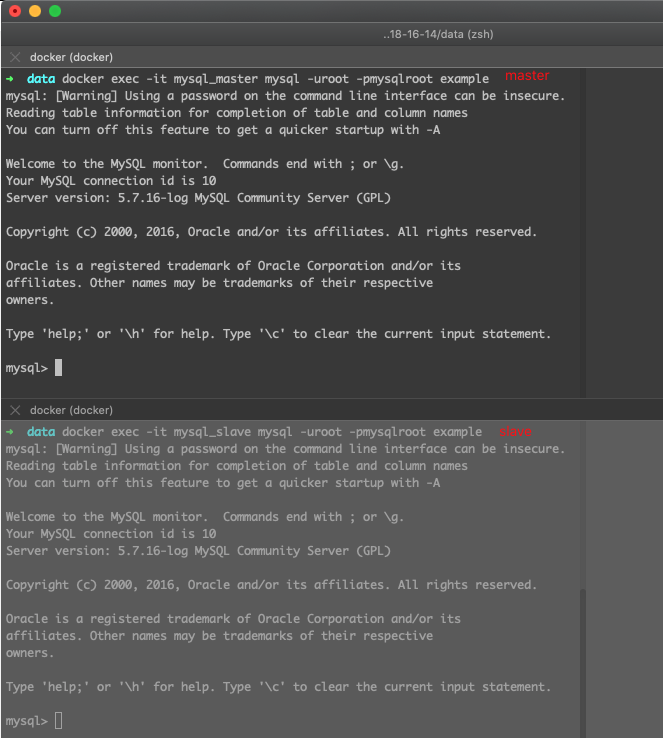 ..18-16-14/data (zsh)
docker (docker)
➜ data docker exec -it mysql_master mysql -uroot -pmysqlroot example master
mysql: [Warning] Using a password on the command line interface can be insecure.
Reading table information for completion of table and column names
You can turn off this feature to get a quicker startup with -A
Welcome to the MySQL monitor.  Commands end with ; or \g.
Your MySQL connection id is 10
Server version: 5.7.16-log MySQL Community Server (GPL)
Copyright (c) 2000, 2016, Oracle and/or its affiliates. All rights reserved.
Oracle is a registered trademark of Oracle Corporation and/or its
affiliates. Other names may be trademarks of their respective
owners.
Type 'help;' or '\h' for help. Type '\c' to clear the current input statement.
mysql>
docker (docker)
➜ data docker exec -it mysql_slave mysql -uroot -pmysqlroot example slave
mysql: [Warning] Using a password on the command line interface can be insecure.
Reading table information for completion of table and column names
You can turn off this feature to get a quicker startup with -A
Welcome to the MySQL monitor.  Commands end with ; or \g.
Your MySQL connection id is 10
Server version: 5.7.16-log MySQL Community Server (GPL)
Copyright (c) 2000, 2016, Oracle and/or its affiliates. All rights reserved.
Oracle is a registered trademark of Oracle Corporation and/or its
affiliates. Other names may be trademarks of their respective
owners.
Type 'help;' or '\h' for help. Type '\c' to clear the current input statement.
mysql>